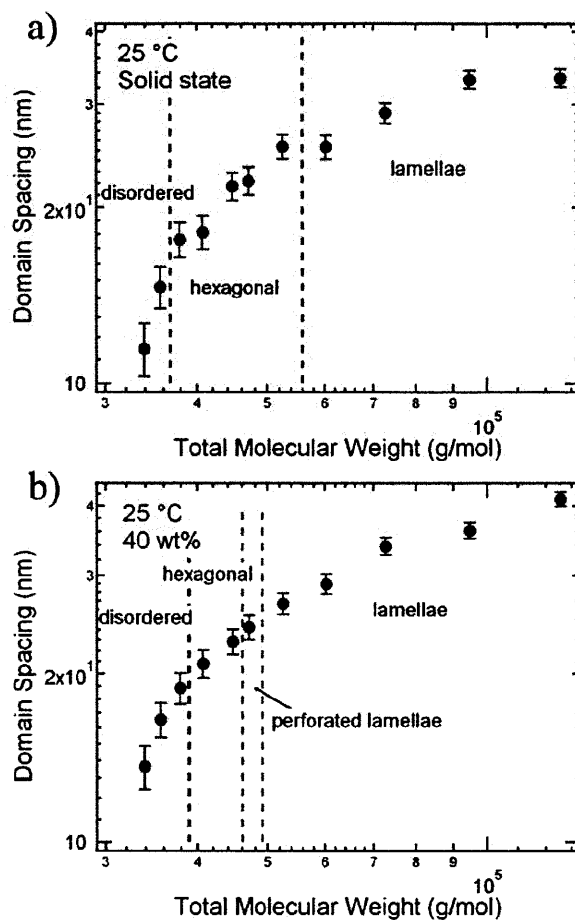 a)
25 °C
Solid state
3
disordered
lamellae
2x10¹
hexagonal
10
3 4 5 6 7 8 9
10⁵
Domain Spacing (nm)
Total Molecular Weight (g/mol)
b)
4
25 °C
40 wt%
hexagonal
3
disordered
lamellae
2x10¹
perforated lamellae
10
3 4 5 6 7 8 9
10⁵
Domain Spacing (nm)
Total Molecular Weight (g/mol)